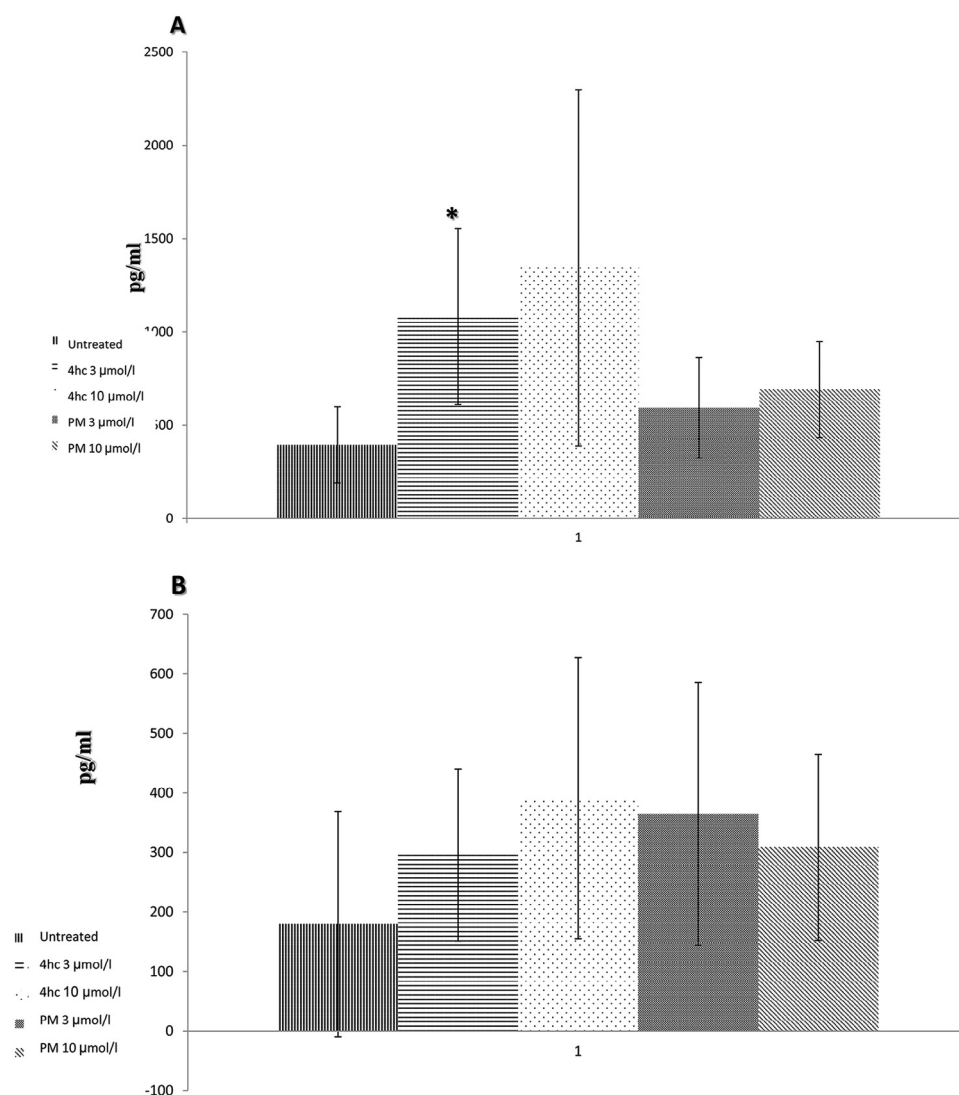 A
2500
2000
1500
*
pg/ml
1000
Untreated
4hc 3 µmol/l
4hc 10 µmol/l
500
PM 3 µmol/l
PM 10 µmol/l
0
1
B
700
600
500
pg/ml
400
300
200
Untreated
4hc 3 µmol/l
100
4hc 10 µmol/l
PM 3 µmol/l
0
PM 10 µmol/l
1
-100